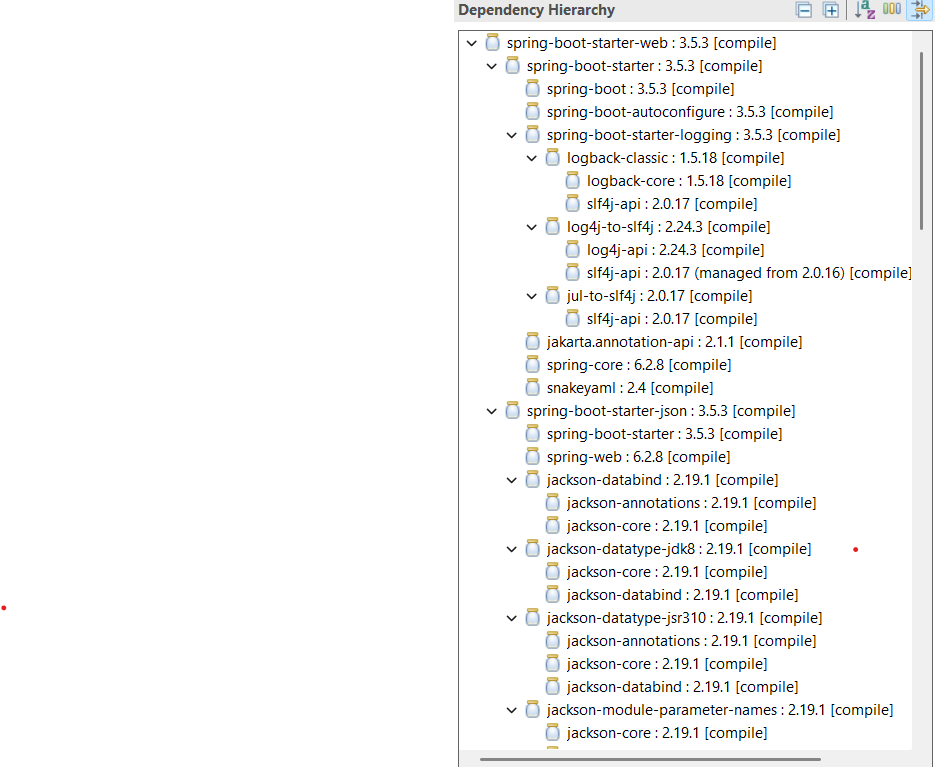 Dependency Hierarchy
spring-boot-starter-web : 3.5.3 [compile]
spring-boot-starter : 3.5.3 [compile]
spring-boot : 3.5.3 [compile]
spring-boot-autoconfigure : 3.5.3 [compile]
spring-boot-starter-logging : 3.5.3 [compile]
logback-classic : 1.5.18 [compile]
logback-core : 1.5.18 [compile]
slf4j-api : 2.0.17 [compile]
log4j-to-slf4j : 2.24.3 [compile]
log4j-api : 2.24.3 [compile]
slf4j-api : 2.0.17 (managed from 2.0.16) [compile]
jul-to-slf4j : 2.0.17 [compile]
slf4j-api : 2.0.17 [compile]
jakarta.annotation-api : 2.1.1 [compile]
spring-core : 6.2.8 [compile]
snakeyaml : 2.4 [compile]
spring-boot-starter-json : 3.5.3 [compile]
spring-boot-starter : 3.5.3 [compile]
spring-web : 6.2.8 [compile]
jackson-databind : 2.19.1 [compile]
jackson-annotations : 2.19.1 [compile]
jackson-core : 2.19.1 [compile]
jackson-datatype-jdk8 : 2.19.1 [compile]
jackson-core : 2.19.1 [compile]
jackson-databind : 2.19.1 [compile]
jackson-datatype-jsr310 : 2.19.1 [compile]
jackson-annotations : 2.19.1 [compile]
jackson-core : 2.19.1 [compile]
jackson-databind : 2.19.1 [compile]
jackson-module-parameter-names : 2.19.1 [compile]
jackson-core : 2.19.1 [compile]